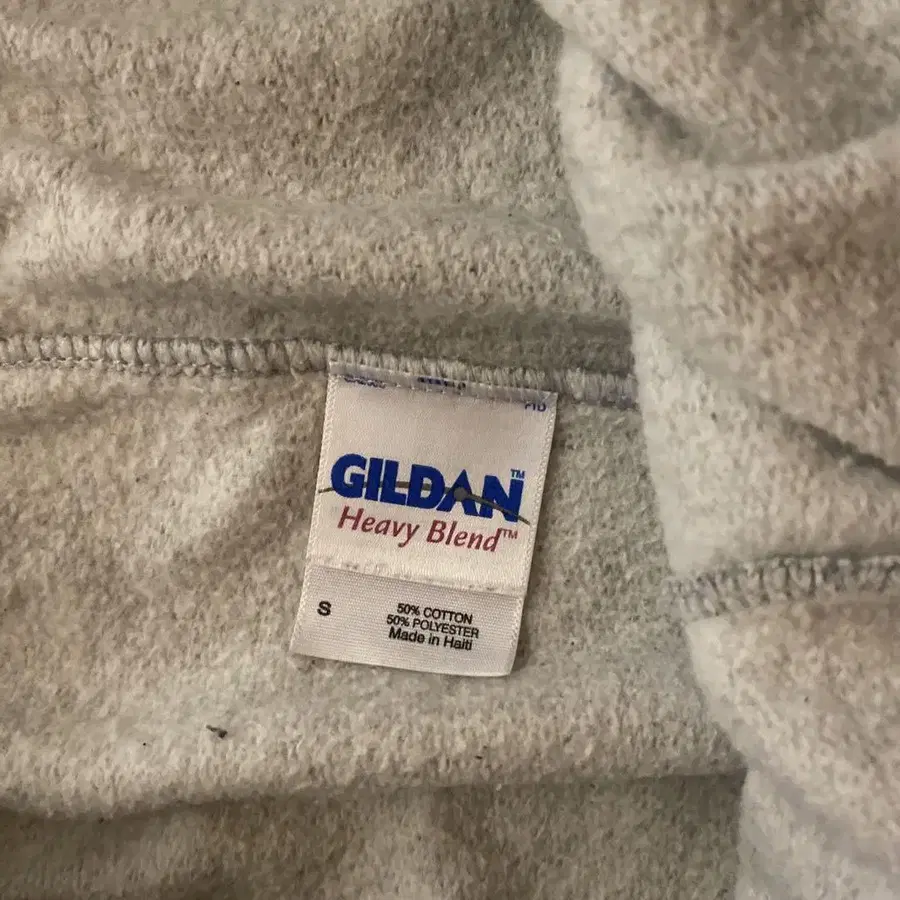 GILDAN™
Heavy Blend™
S
50% COTTON
50% POLYESTER
Made in Haiti